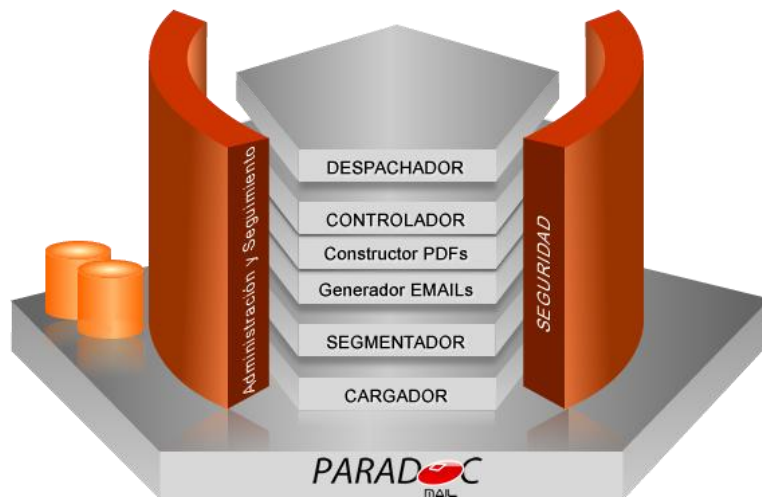 DESPACHADOR
CONTROLADOR
Constructor PDFs
Generador EMAILs
SEGMENTADOR
CARGADOR
Administración y Seguimiento
SEGURIDAD
PARADOC
MAIL